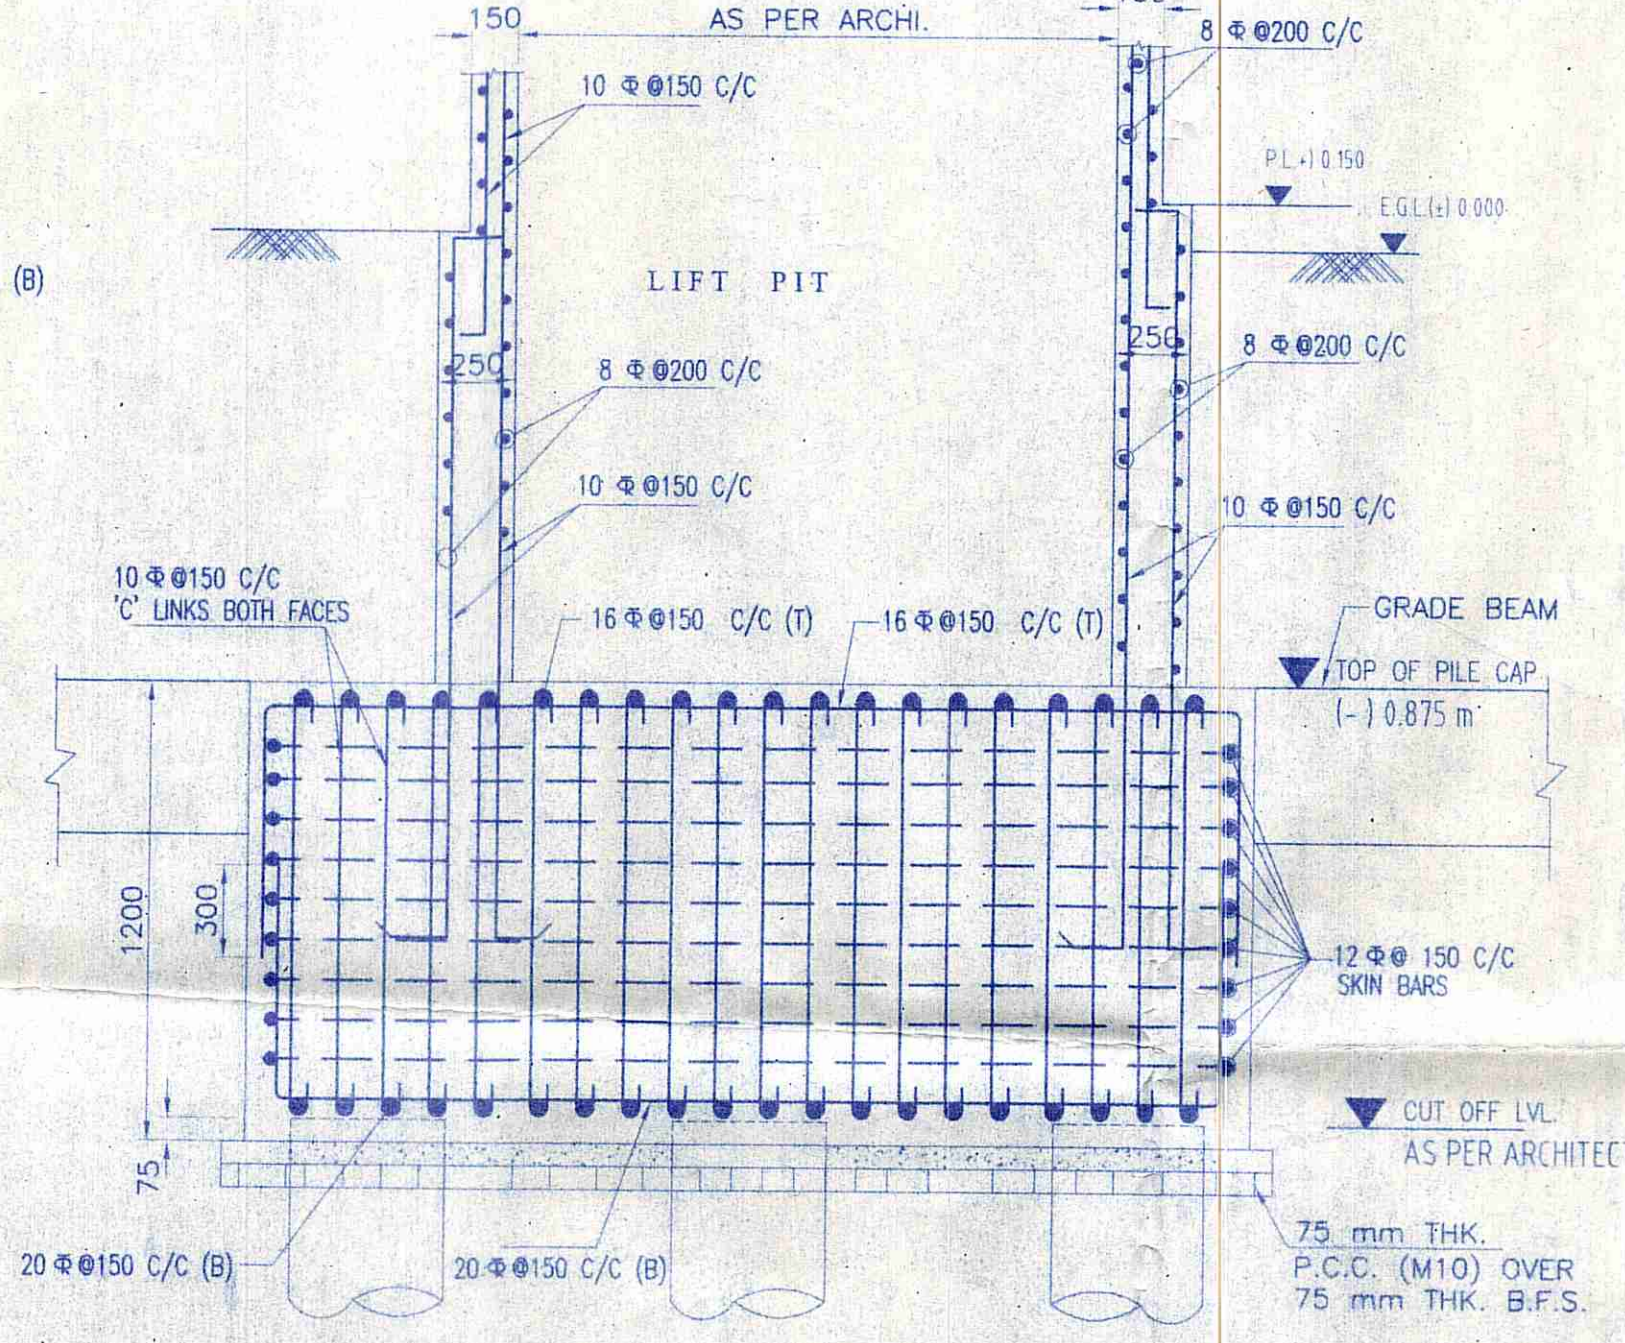 150
AS PER ARCHI.
8 Φ @200 C/C
10 Φ @150 C/C
P.L +) 0.150
E.G.L (±) 0.000
(B)
LIFT PIT
250
250
8 Φ @200 C/C
8 Φ @200 C/C
10 Φ @150 C/C
10 Φ @150 C/C
10 Φ @150 C/C
'C' LINKS BOTH FACES
16 Φ @150 C/C (T)
16 Φ @150 C/C (T)
GRADE BEAM
TOP OF PILE CAP
(-) 0.875 m
1200
300
12 Φ @ 150 C/C
SKIN BARS
CUT OFF LVL.
AS PER ARCHITEC
75
20 Φ @150 C/C (B)
20 Φ @150 C/C (B)
75 mm THK.
P.C.C. (M10) OVER
75 mm THK. B.F.S.